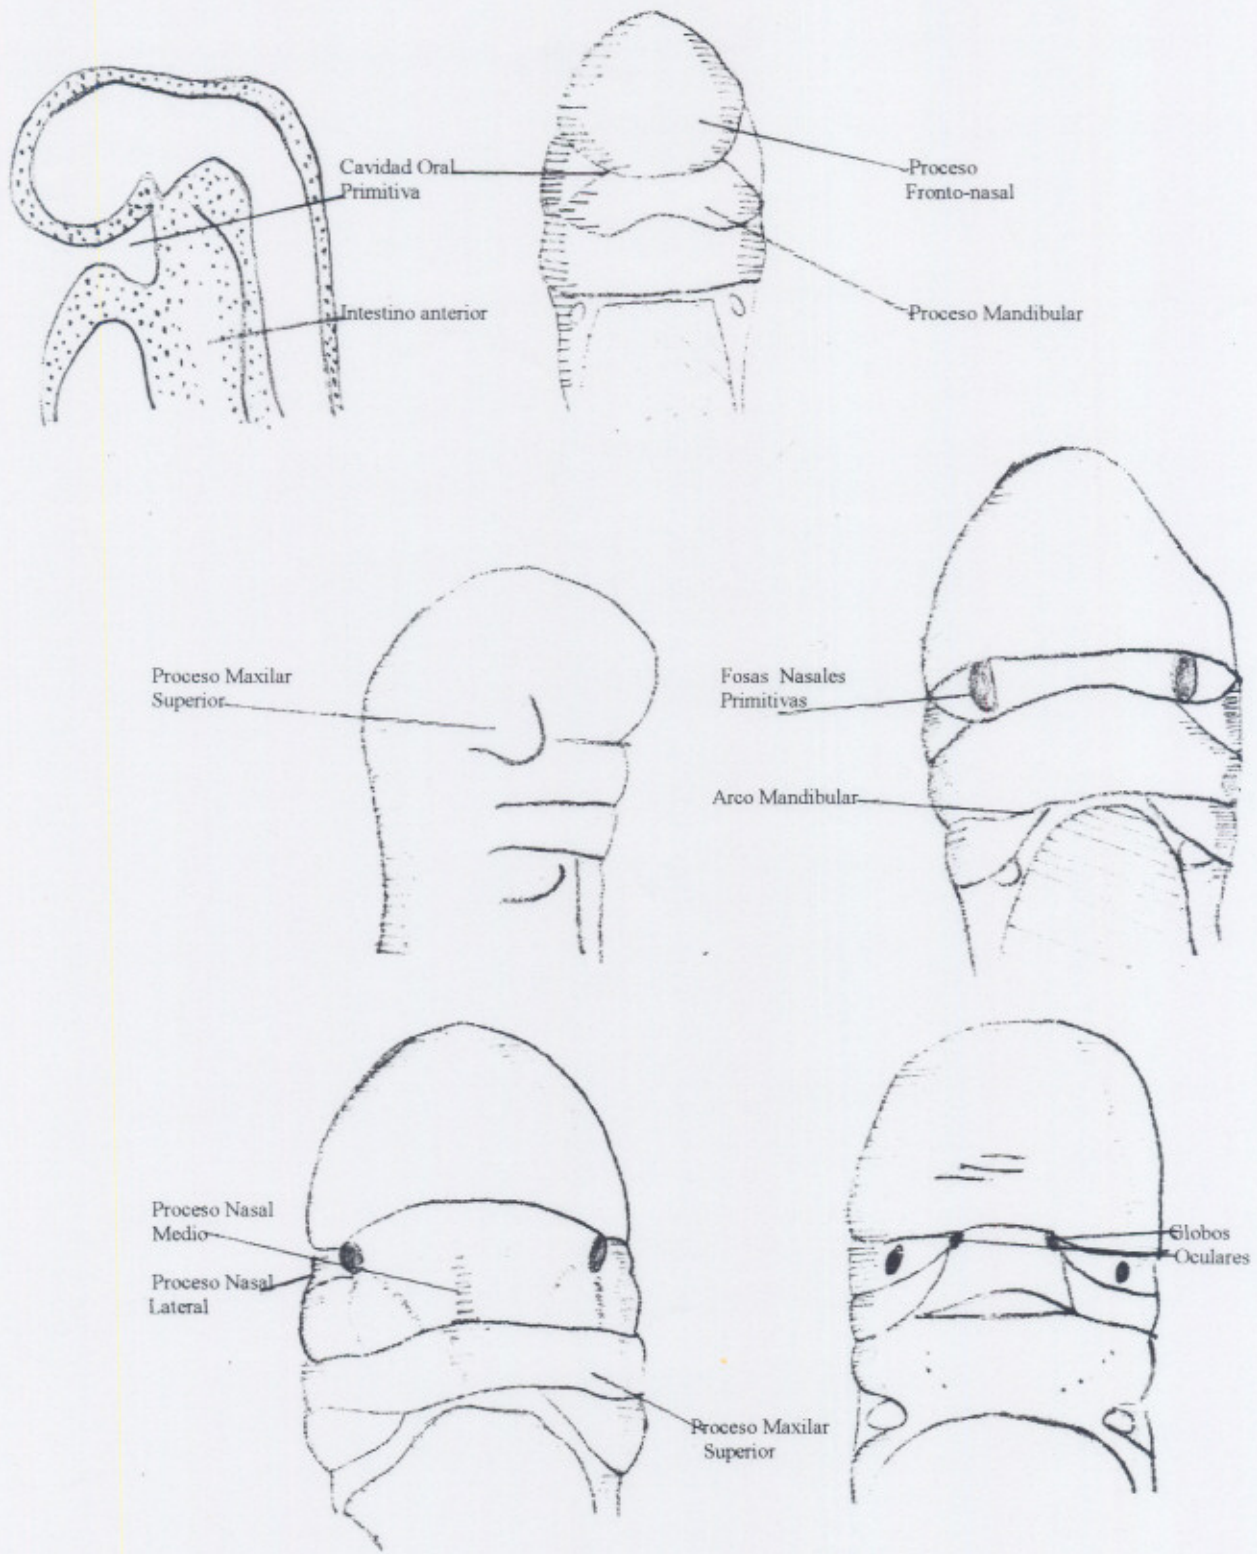 Cavidad Oral
Primitiva
Proceso
Fronto-nasal
Intestino anterior
Proceso Mandibular
Proceso Maxilar
Superior
Fosas Nasales
Primitivas
Arco Mandibular
Proceso Nasal
Medio
Proceso Nasal
Lateral
Globos
Oculares
Proceso Maxilar
Superior